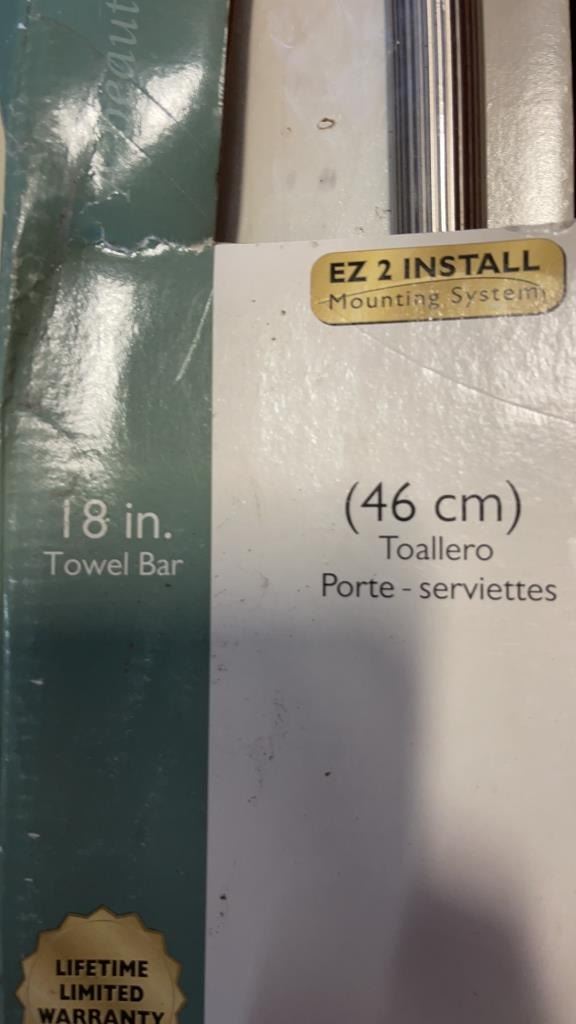 EZ 2 INSTALL
Mounting System
18 in.
Towel Bar
(46 cm)
Toallero
Porte - serviettes
LIFETIME
LIMITED
WARRANTY